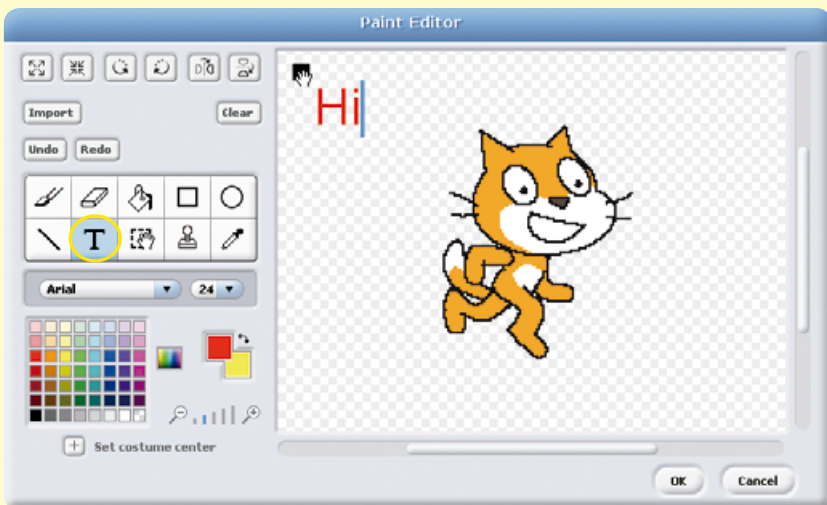 Paint Editor
Import Clear
Undo Redo
T
Arial 24
Set costume center
Hi
OK Cancel